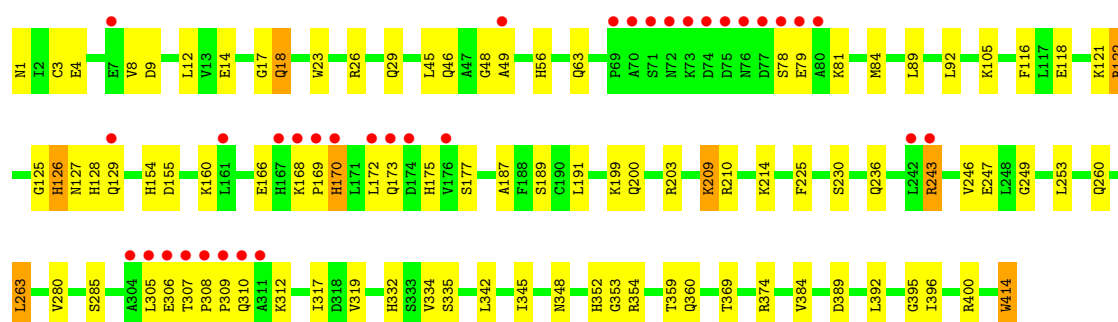 N1 I2 C3 E4 E7 V8 D9 L12 V13 E14 G17 Q18 W23 R26 Q29 L45 Q46 A47 G48 A49 H56 Q63 P69 A70 S71 N72 K73 D74 D75 N76 D77 S78 E79 A80 K81 M84 L89 L92 K105 F116 L117 E118 K121
G125 H126 N127 H128 Q129 H154 D155 K160 L161 E166 H167 K168 P169 H170 L171 L172 Q173 D174 H175 V176 S177 A187 F188 S189 C190 L191 K199 Q200 R203 K209 R210 K214 F225 S230 Q236 L242 R243 V246 E247 L248 G249 L253 Q260
L263 V280 S285 A304 L305 E306 T307 P308 P309 Q310 A311 K312 I317 D318 V319 H332 S333 V334 S335 L342 I345 N348 H352 G353 R354 T359 Q360 T369 R374 V384 D389 L392 G395 I396 R400 W414